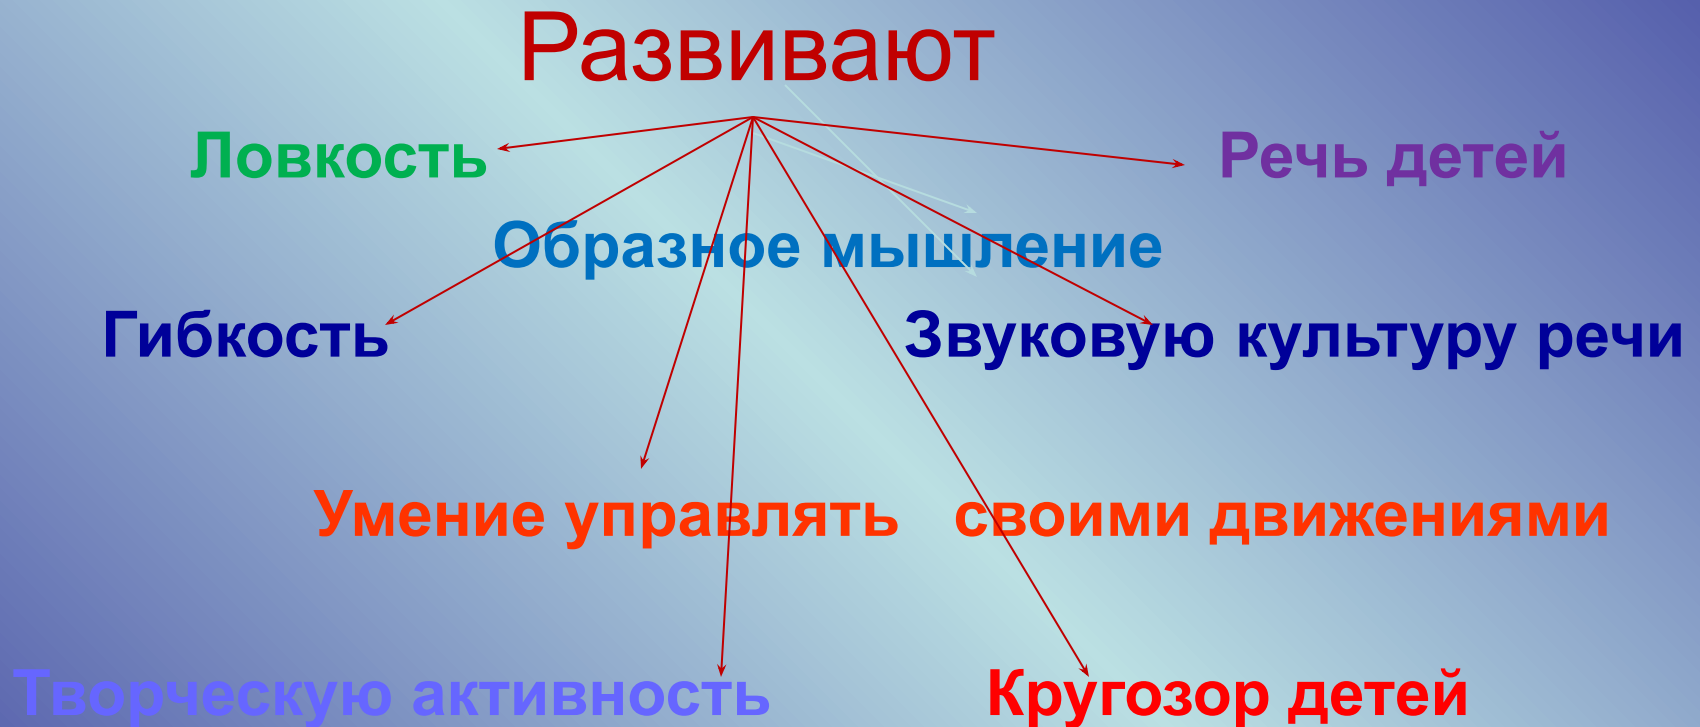 Развивают
Ловкость Речь детей
Образное мышление
Гибкость Звуковую культуру речи
Умение управлять своими движениями
Творческую активность Кругозор детей